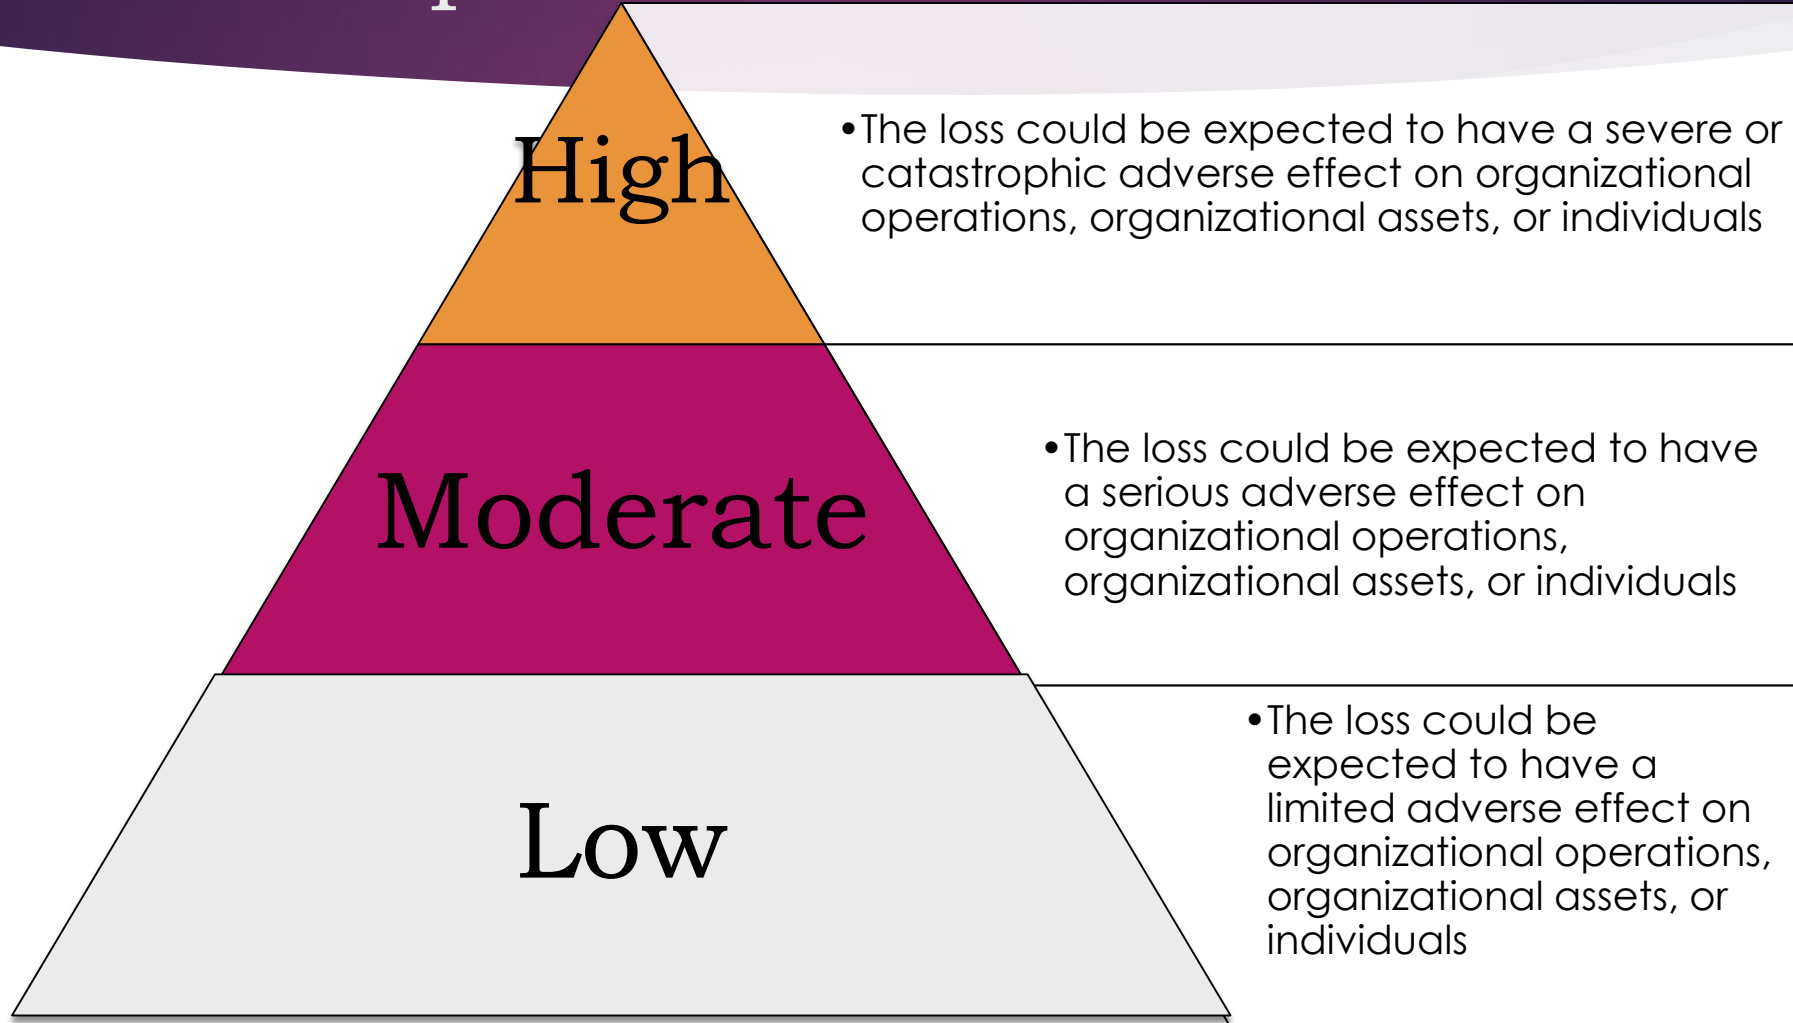 High
•The loss could be expected to have a severe or
catastrophic adverse effect on organizational
operations, organizational assets, or individuals
Moderate
•The loss could be expected to have
a serious adverse effect on
organizational operations,
organizational assets, or individuals
Low
•The loss could be
expected to have a
limited adverse effect on
organizational operations,
organizational assets, or
individuals